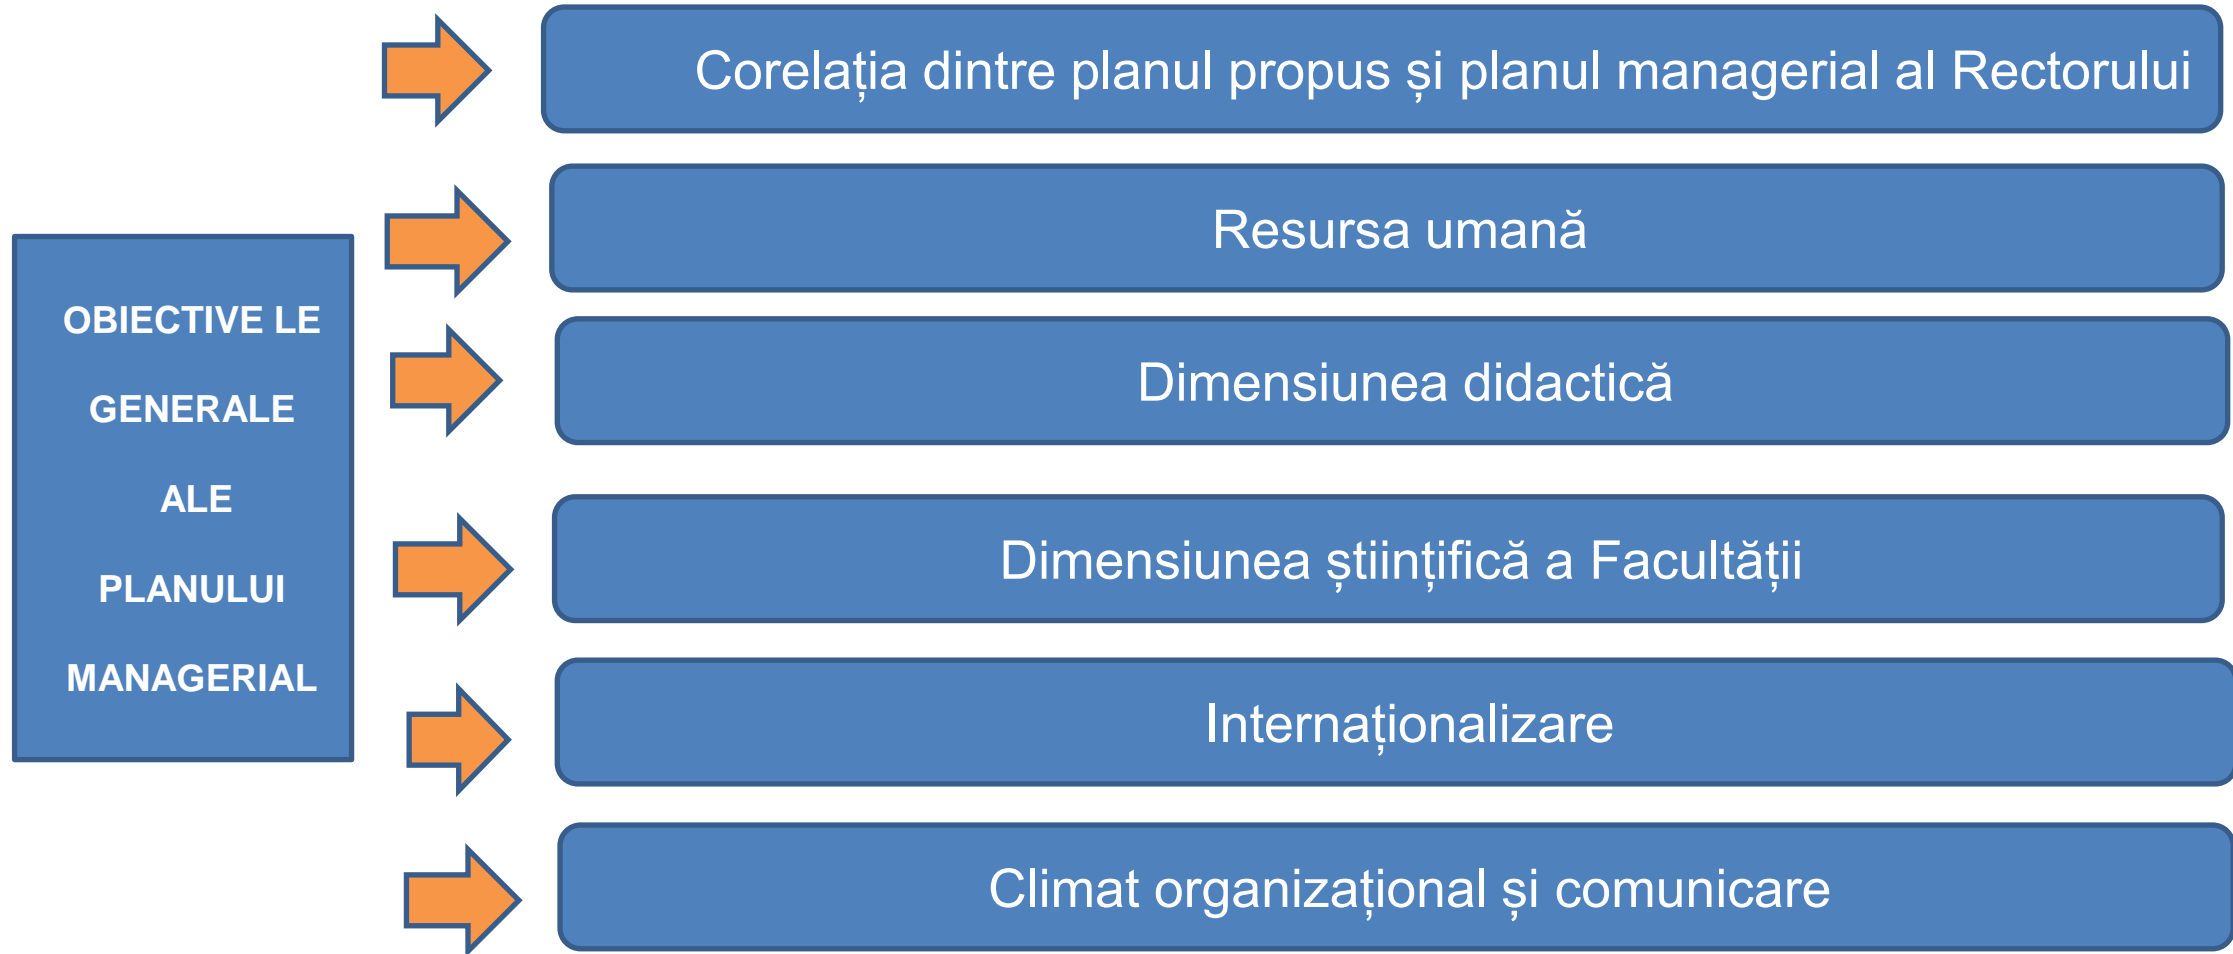 OBIECTIVE LE
GENERALE
ALE
PLANULUI
MANAGERIAL
Corelația dintre planul propus și planul managerial al Rectorului
Resursa umană
Dimensiunea didactică
Dimensiunea științifică a Facultății
Internaționalizare
Climat organizațional și comunicare